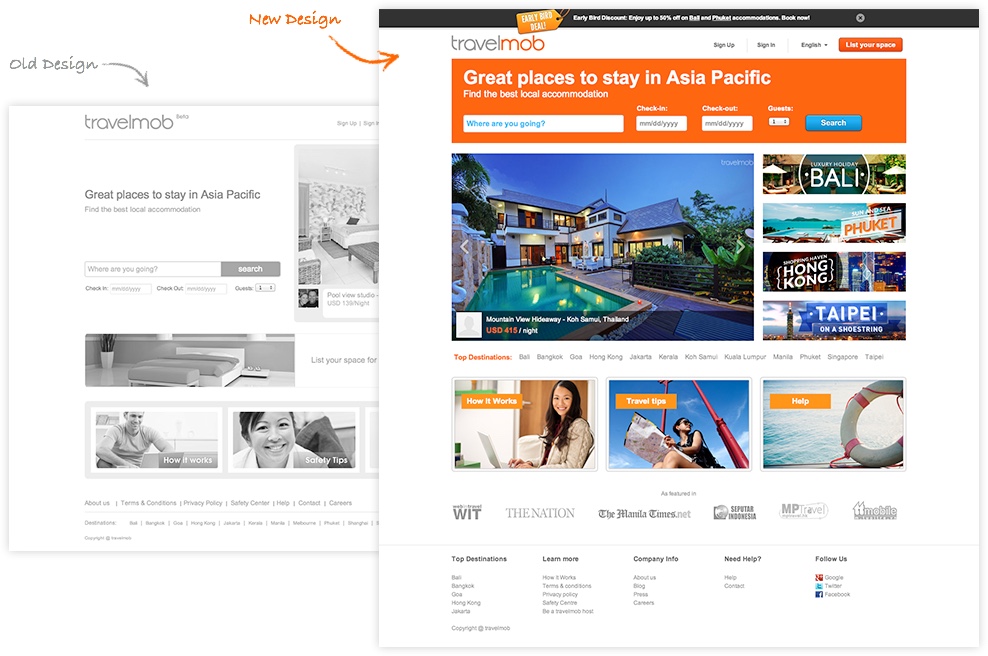 New Design
Old Design
travelmob Beta
Sign Up | Sign In
Great places to stay in Asia Pacific
Find the best local accommodation
Where are you going?
search
Check In: mm/dd/yyyy Check Out: mm/dd/yyyy Guests: 1
Pool view studio -
USD 139/Night
List your space for
How it works
Safety Tips
About us | Terms & Conditions | Privacy Policy | Safety Center | Help | Contact | Careers
Destinations: Bali | Bangkok | Goa | Hong Kong | Jakarta | Kerala | Manila | Melbourne | Phuket | Shanghai | S
Copyright @ travelmob
EARLY BIRD
DEAL!
Early Bird Discount: Enjoy up to 50% off on Bali and Phuket accommodations. Book now!
travelmob
Sign Up
Sign In
English
List your space
Great places to stay in Asia Pacific
Find the best local accommodation
Check-in:
Check-out:
Guests:
Where are you going?
mm/dd/yyyy
mm/dd/yyyy
1
Search
travelmob
Mountain View Hideaway - Koh Samui, Thailand
USD 415 / night
LUXURY HOLIDAY
BALI
SUN AND SEA
PHUKET
SHOPPING HAVEN
HONG
KONG
TAIPEI
ON A SHOESTRING
Top Destinations: Bali Bangkok Goa Hong Kong Jakarta Kerala Koh Samui Kuala Lumpur Manila Phuket Singapore Taipei
How It Works
Travel tips
Help
As featured in
web in travel
WIT
THE NATION
The Manila Times.net
SEPUTAR
INDONESIA
MPTravel
mobile
Top Destinations
Bali
Bangkok
Goa
Hong Kong
Jakarta
Learn more
How It Works
Terms & conditions
Privacy policy
Safety Centre
Be a travelmob host
Company Info
About us
Blog
Press
Careers
Need Help?
Help
Contact
Follow Us
Google
Twitter
Facebook
Copyright @ travelmob